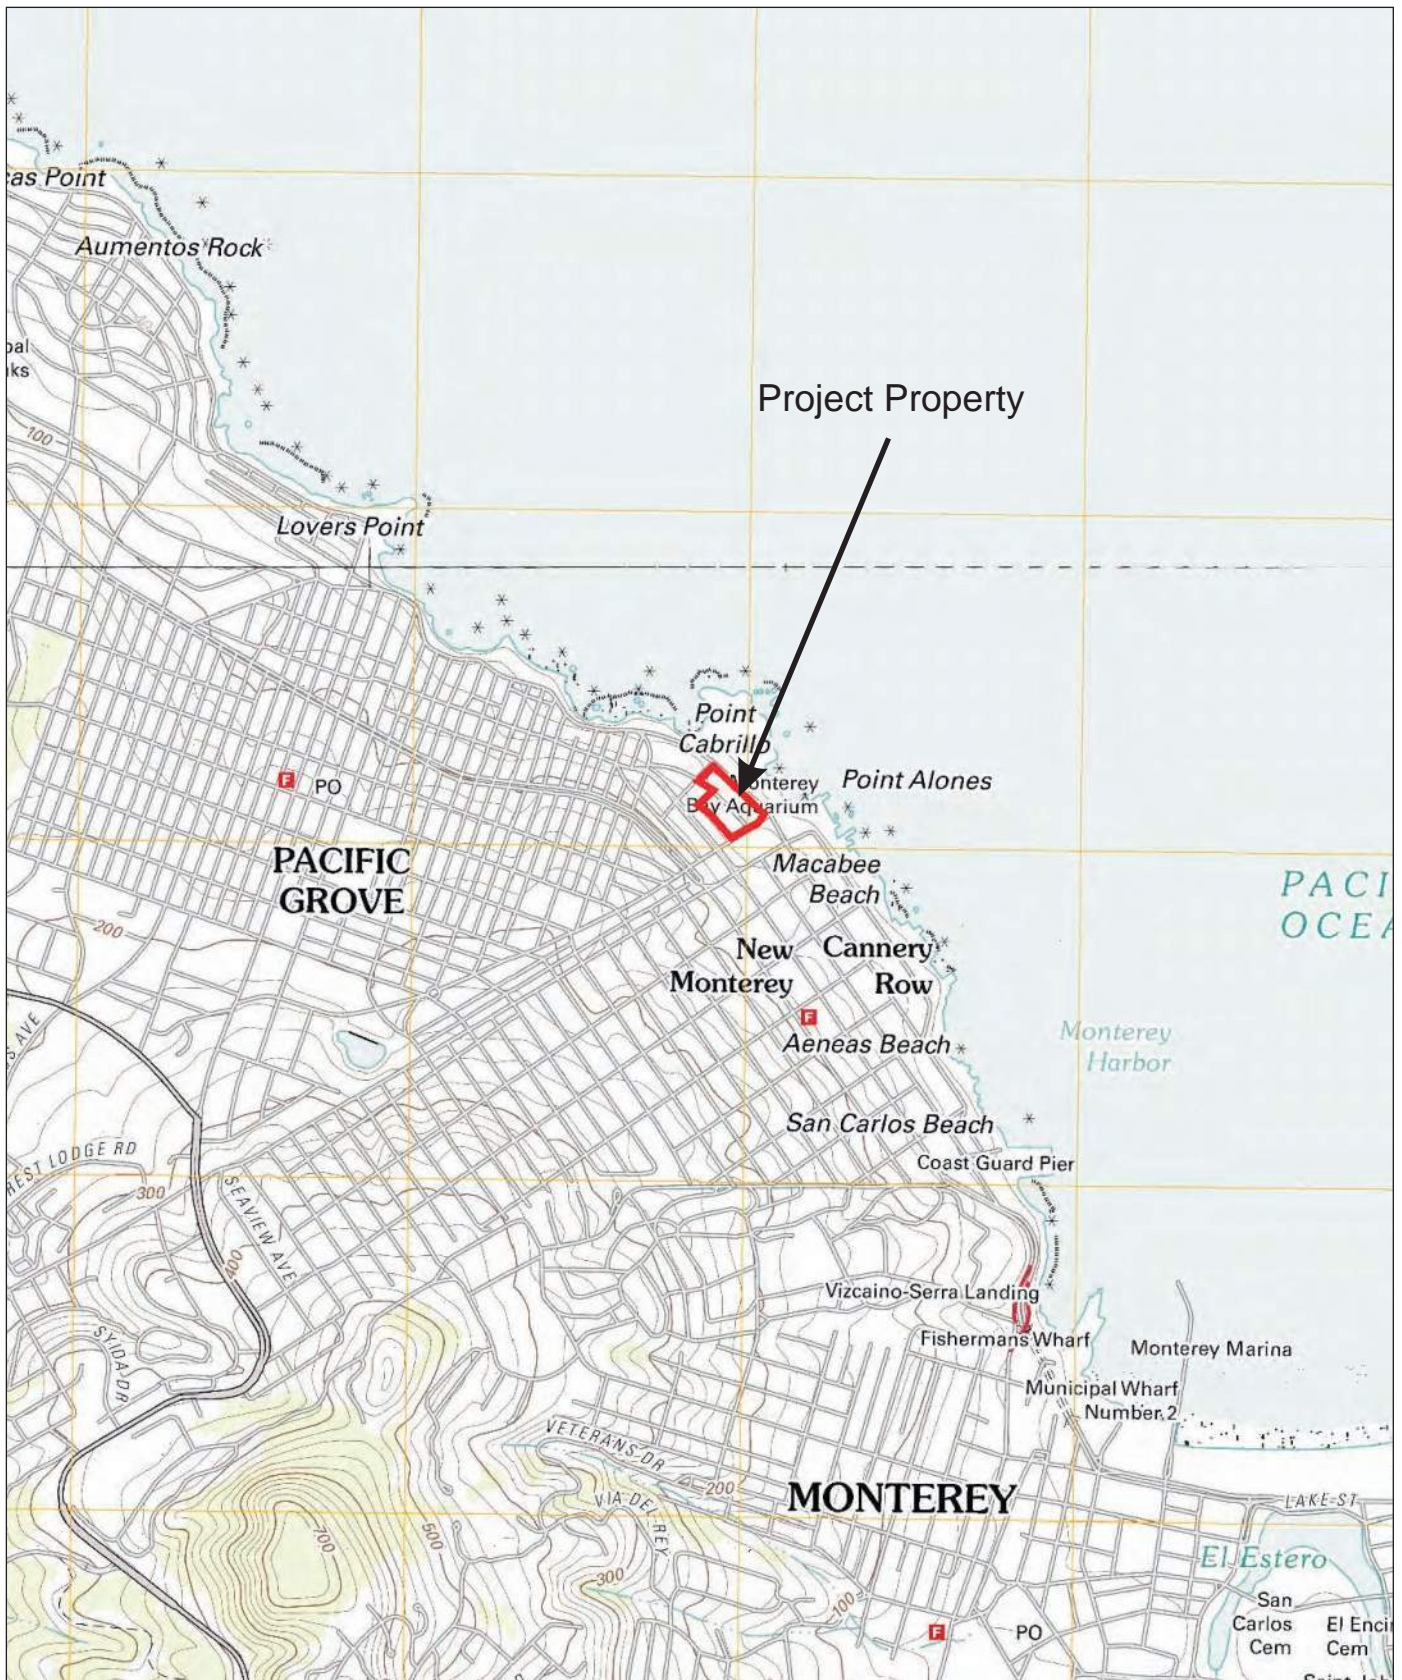 cas Point
Aumentos Rock
pal
ks
100
Project Property
Lovers Point
Point
Cabrillo
F PO
Monterey
Bay Aquarium
Point Alones
PACIFIC
GROVE
Macabee
Beach
PACI
OCEA
200
New
Monterey
Cannery
Row
F
Aeneas Beach
Monterey
Harbor
S AVE
San Carlos Beach
REST LODGE RD
300
Coast Guard Pier
SEAVIEW AVE
400
Vizcaino-Serra Landing
SYIDA DR
Fishermans Wharf
Monterey Marina
Municipal Wharf
Number 2
VETERANS DR
200
MONTEREY
VIA DEL REY
LAKE ST
700
500
El Estero
300
100
San
Carlos
Cem
El Enci
Cem
F PO